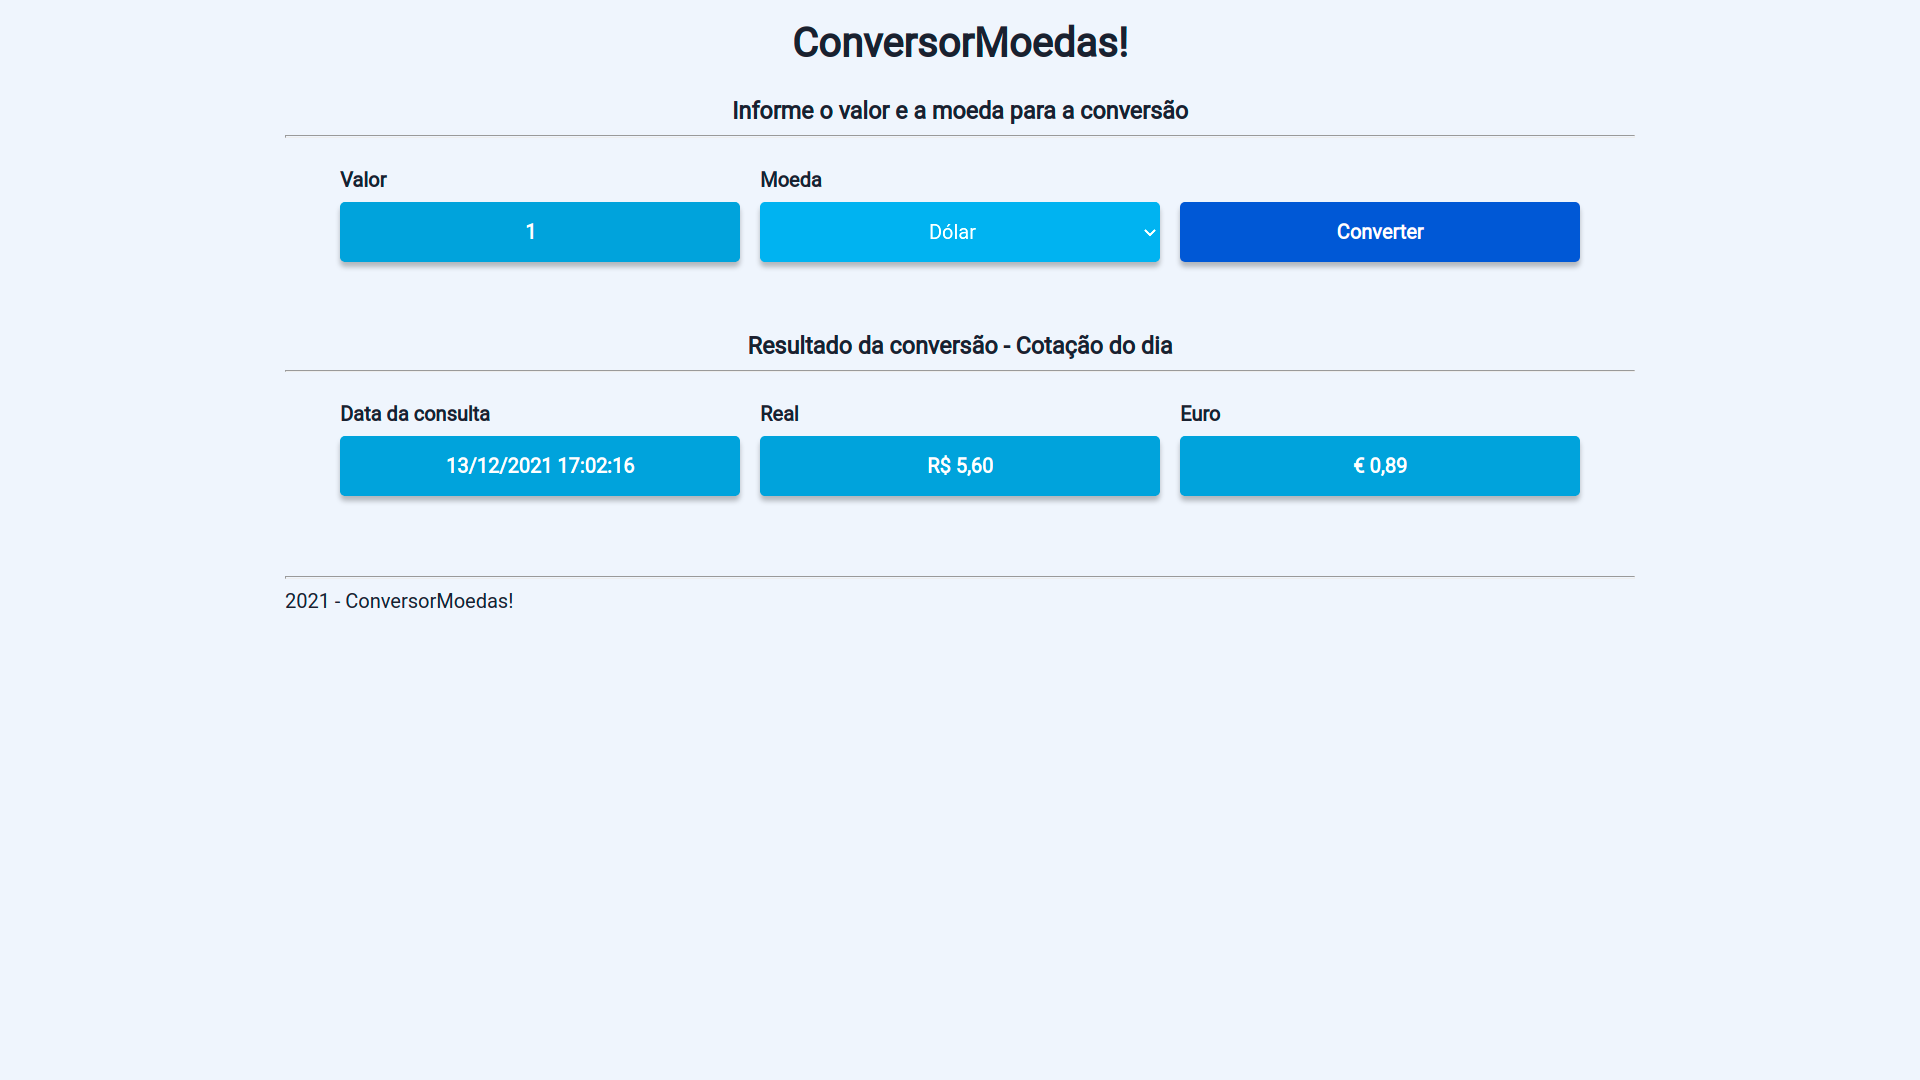 ConversorMoedas!
Informe o valor e a moeda para a conversão
Valor
Moeda
1
Dólar
Converter
Resultado da conversão - Cotação do dia
Data da consulta
Real
Euro
13/12/2021 17:02:16
R$ 5,60
€ 0,89
2021 - ConversorMoedas!